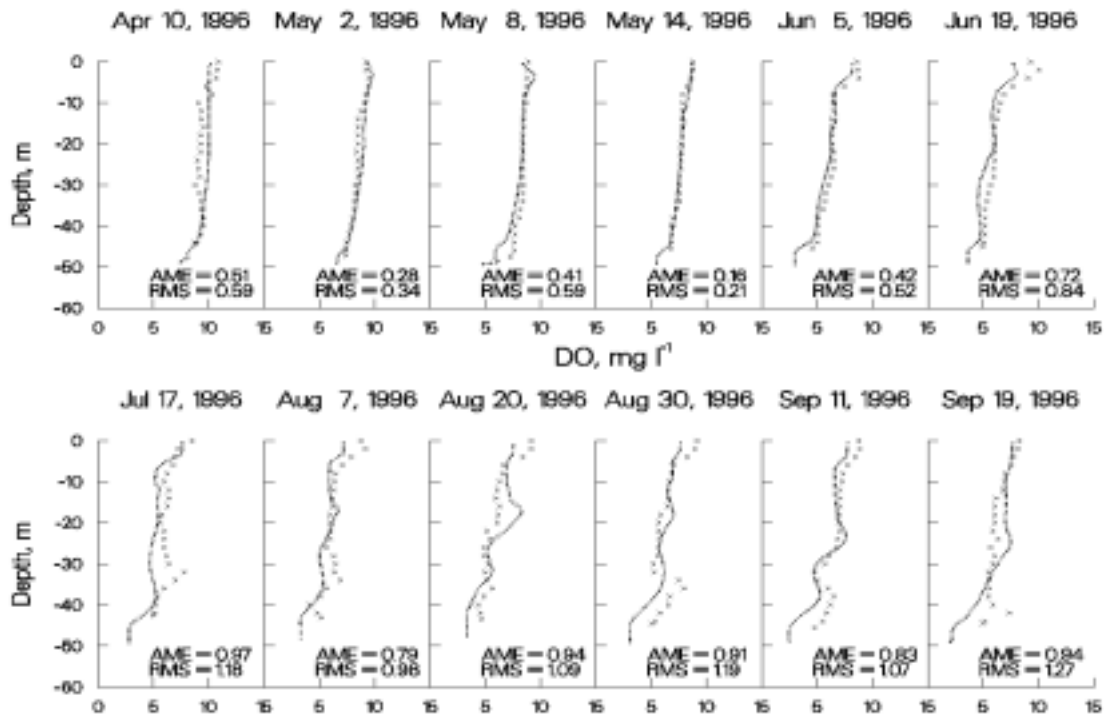 Apr 10, 1996 May 2, 1996 May 8, 1996 May 14, 1996 Jun 5, 1996 Jun 19, 1996
0
-10
-20
-30
-40
-50
-60
Depth, m
AME = 0.51 AME = 0.28 AME = 0.41 AME = 0.16 AME = 0.42 AME = 0.72
RMS = 0.59 RMS = 0.34 RMS = 0.59 RMS = 0.21 RMS = 0.52 RMS = 0.84
0 5 10 15 5 10 15 5 10 15 5 10 15 5 10 15 5 10 15
DO, mg l⁻¹
Jul 17, 1996 Aug 7, 1996 Aug 20, 1996 Aug 30, 1996 Sep 11, 1996 Sep 19, 1996
0
-10
-20
-30
-40
-50
-60
Depth, m
AME = 0.97 AME = 0.79 AME = 0.94 AME = 0.91 AME = 0.83 AME = 0.94
RMS = 1.18 RMS = 0.98 RMS = 1.09 RMS = 1.19 RMS = 1.07 RMS = 1.27
0 5 10 15 5 10 15 5 10 15 5 10 15 5 10 15 5 10 15